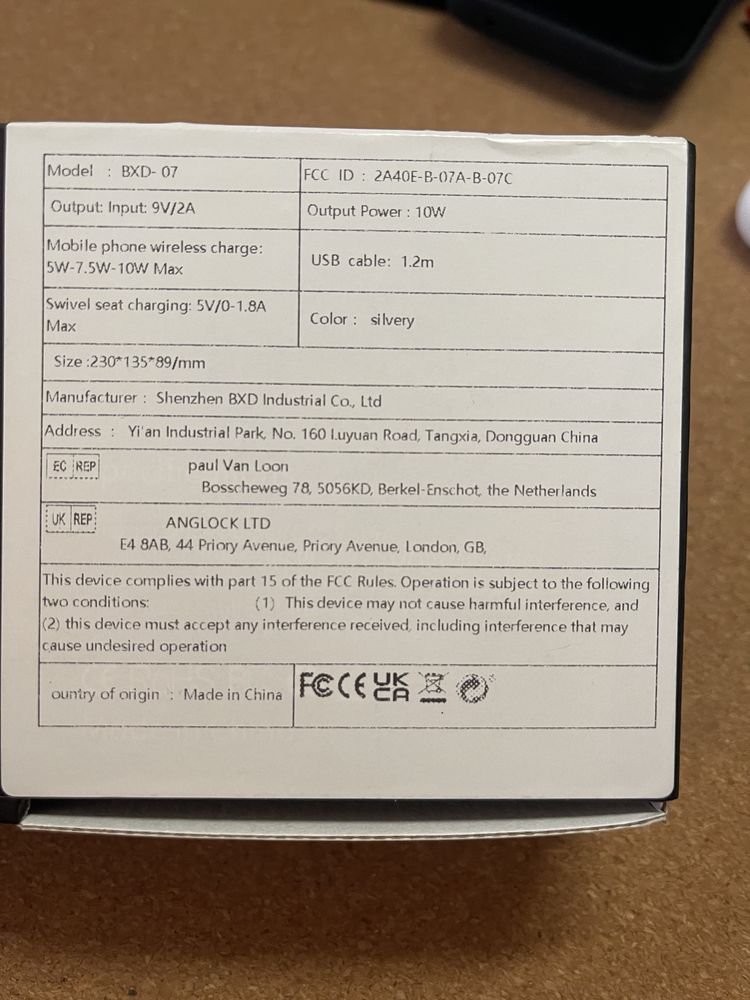 Model : BXD- 07
FCC ID : 2A40E-B-07A-B-07C
Output: Input: 9V/2A
Output Power : 10W
Mobile phone wireless charge:
5W-7.5W-10W Max
USB cable: 1.2m
Swivel seat charging: 5V/0-1.8A
Max
Color : silvery
Size :230*135*89/mm
Manufacturer : Shenzhen BXD Industrial Co., Ltd
Address : Yi'an Industrial Park, No. 160 Luyuan Road, Tangxia, Dongguan China
EC REP
paul Van Loon
Bosscheweg 78, 5056KD, Berkel-Enschot, the Netherlands
UK REP
ANGLOCK LTD
E4 8AB, 44 Priory Avenue, Priory Avenue, London, GB,
This device complies with part 15 of the FCC Rules. Operation is subject to the following
two conditions: (1) This device may not cause harmful interference, and
(2) this device must accept any interference received, including interference that may
cause undesired operation
ountry of origin : Made in China
FC CE UK
CA